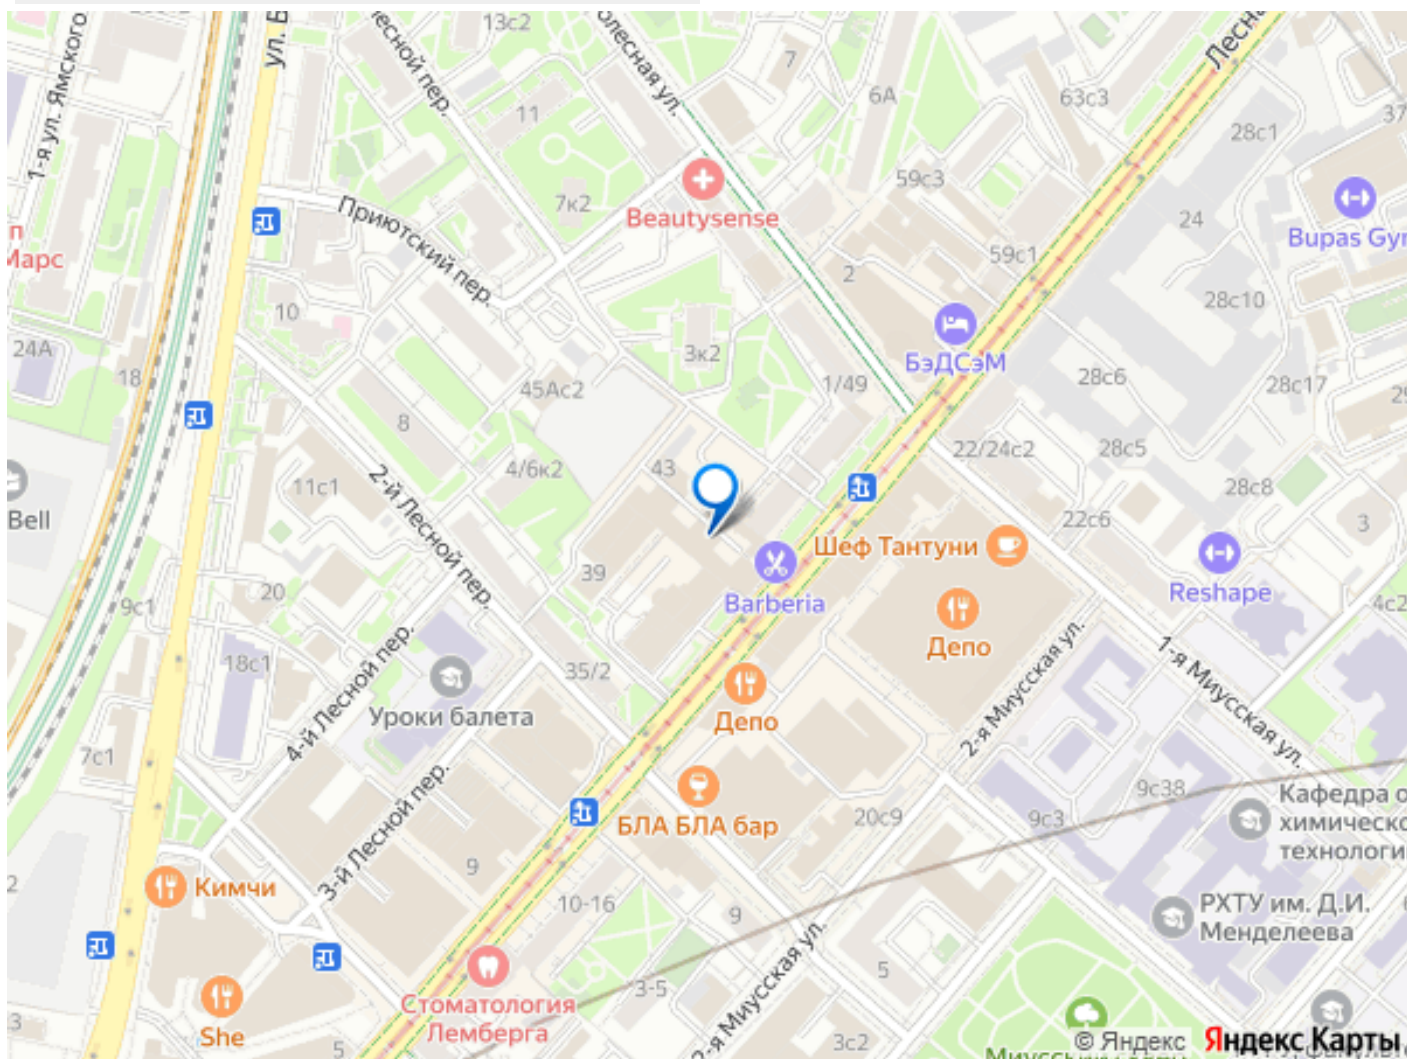 13с2
олесная ул.
Лесна
ул. Б
1-я ул. Ямского
Лесной пер.
11
7
6А
63с3
28с1
37
59с3
Beautysense
7к2
24
Bupas Gyr
п
Марс
Приютский пер.
2
59с1
28с10
10
БэДСэМ
24А
18
3к2
45Ас2
1/49
28с6
28с17
29
8
22/24с2
28с5
4/6к2
43
11с1
28с8
Bell
2-й Лесной пер.
22с6
3
Шеф Тантуни
39
Barberia
Reshape
20
9с1
4с2
Депо
18с1
35/2
4-й Лесной пер.
Уроки балета
Депо
2-я Миусская ул.
1-я Миусская ул.
7с1
3-й Лесной пер.
БЛА БЛА бар
20с9
9с3
9с38
Кафедра о
химическо
технологи
2
Кимчи
9
10-16
9
РХТУ им. Д.И.
Менделеева
She
Стоматология
Лемберга
3-5
2-я Миусская ул.
5
3
5
3с2
© Яндекс
Яндекс Карты